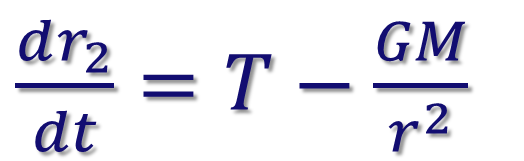 dr₂/dt = T − GM/r²